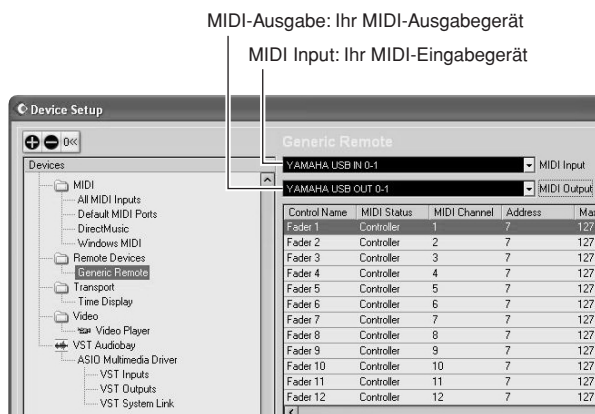 MIDI-Ausgabe: Ihr MIDI-Ausgabegerät
MIDI Input: Ihr MIDI-Eingabegerät
Device Setup
Devices
MIDI
All MIDI Inputs
Default MIDI Ports
DirectMusic
Windows MIDI
Remote Devices
Generic Remote
Transport
Time Display
Video
Video Player
VST Audiobay
ASIO Multimedia Driver
VST Inputs
VST Outputs
VST System Link
Generic Remote
YAMAHA USB IN 0-1 MIDI Input
YAMAHA USB OUT 0-1 MIDI Output
Control Name MIDI Status MIDI Channel Address Max
Fader 1 Controller 1 7 127
Fader 2 Controller 2 7 127
Fader 3 Controller 3 7 127
Fader 4 Controller 4 7 127
Fader 5 Controller 5 7 127
Fader 6 Controller 6 7 127
Fader 7 Controller 7 7 127
Fader 8 Controller 8 7 127
Fader 9 Controller 9 7 127
Fader 10 Controller 10 7 127
Fader 11 Controller 11 7 127
Fader 12 Controller 12 7 127